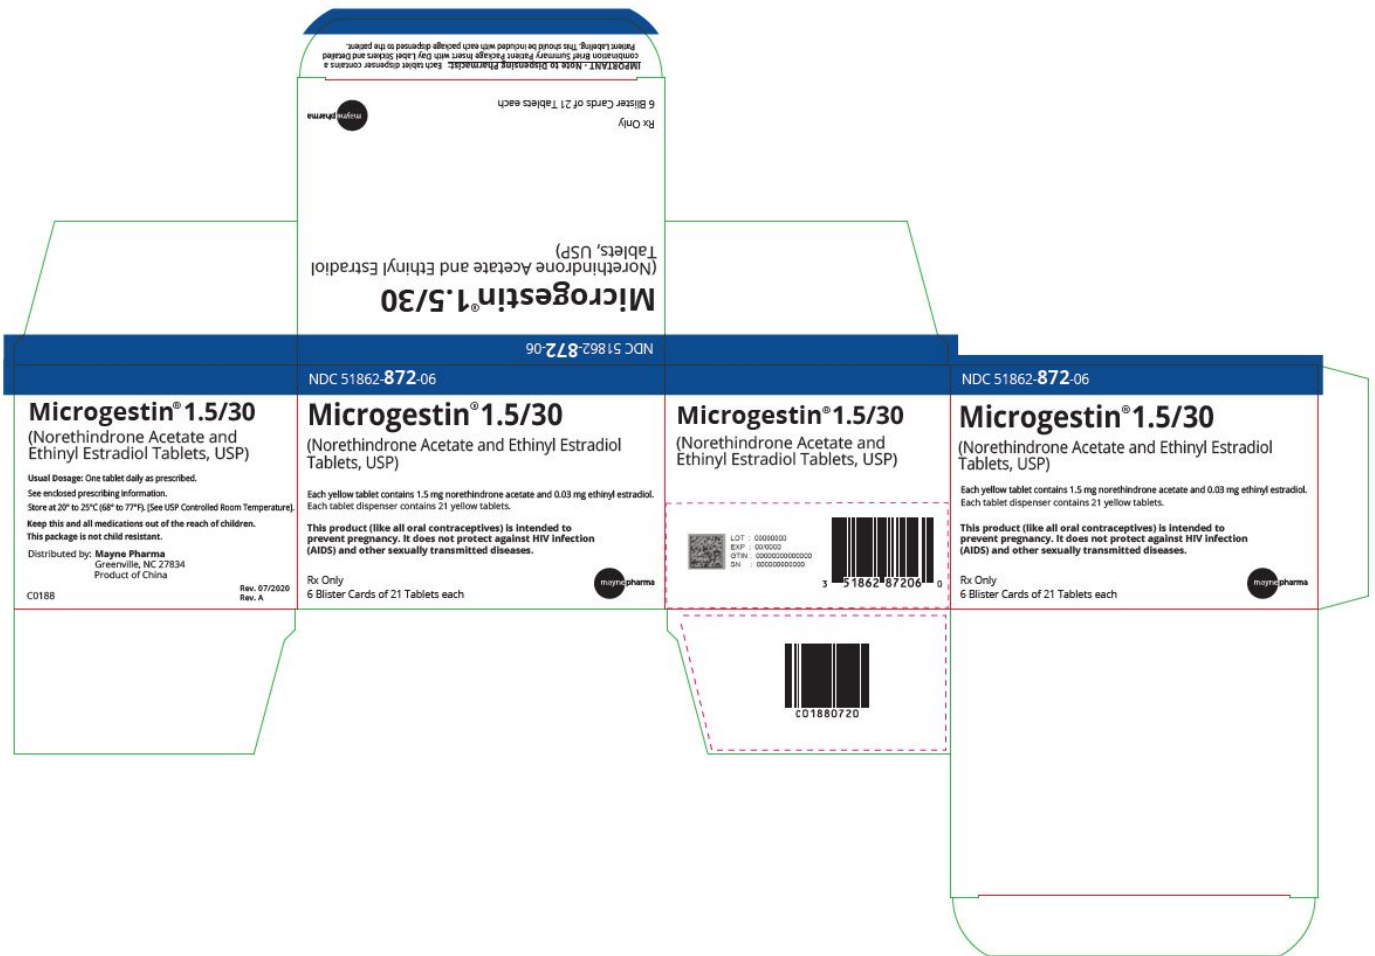 IMPORTANT - Note to Dispensing Pharmacist: Each tablet dispenser contains a
combination Brief Summary Patient Package Insert with Day Label Stickers and Detailed
Patient Labeling. This should be included with each package dispensed to the patient.
6 Blister Cards of 21 Tablets each
Rx Only
maynepharma
Microgestin® 1.5/30
(Norethindrone Acetate and Ethinyl Estradiol
Tablets, USP)
NDC 51862-872-06
Microgestin® 1.5/30
(Norethindrone Acetate and
Ethinyl Estradiol Tablets, USP)
Usual Dosage: One tablet daily as prescribed.
See enclosed prescribing information.
Store at 20° to 25°C (68° to 77°F). [See USP Controlled Room Temperature].
Keep this and all medications out of the reach of children.
This package is not child resistant.
Distributed by: Mayne Pharma
Greenville, NC 27834
Product of China
C0188
Rev. 07/2020
Rev. A
NDC 51862-872-06
Microgestin® 1.5/30
(Norethindrone Acetate and Ethinyl Estradiol
Tablets, USP)
Each yellow tablet contains 1.5 mg norethindrone acetate and 0.03 mg ethinyl estradiol.
Each tablet dispenser contains 21 yellow tablets.
This product (like all oral contraceptives) is intended to
prevent pregnancy. It does not protect against HIV infection
(AIDS) and other sexually transmitted diseases.
Rx Only
6 Blister Cards of 21 Tablets each
maynepharma
Microgestin® 1.5/30
(Norethindrone Acetate and
Ethinyl Estradiol Tablets, USP)
LOT : 00000000
EXP : 00/0000
GTIN : 00000000000000
SN : 000000000000
3 51862 87206 0
C01880720
NDC 51862-872-06
Microgestin® 1.5/30
(Norethindrone Acetate and Ethinyl Estradiol
Tablets, USP)
Each yellow tablet contains 1.5 mg norethindrone acetate and 0.03 mg ethinyl estradiol.
Each tablet dispenser contains 21 yellow tablets.
This product (like all oral contraceptives) is intended to
prevent pregnancy. It does not protect against HIV infection
(AIDS) and other sexually transmitted diseases.
Rx Only
6 Blister Cards of 21 Tablets each
maynepharma